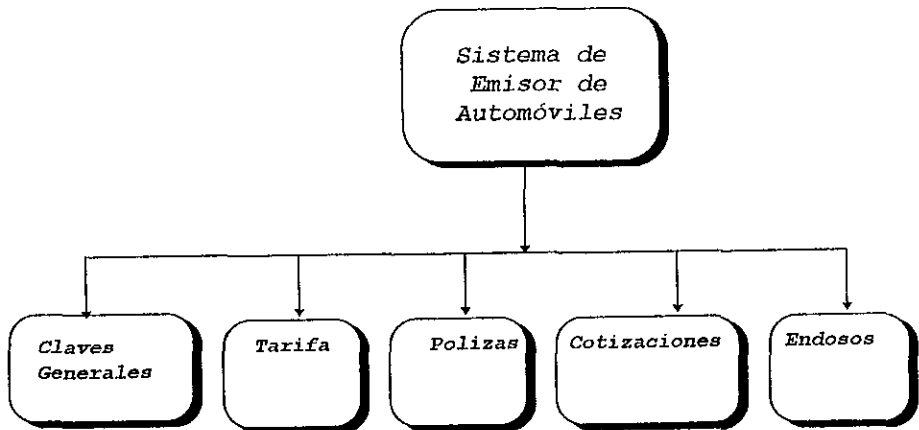 Sistema de
Emisor de
Automóviles
Claves
Generales
Tarifa
Polizas
Cotizaciones
Endosos